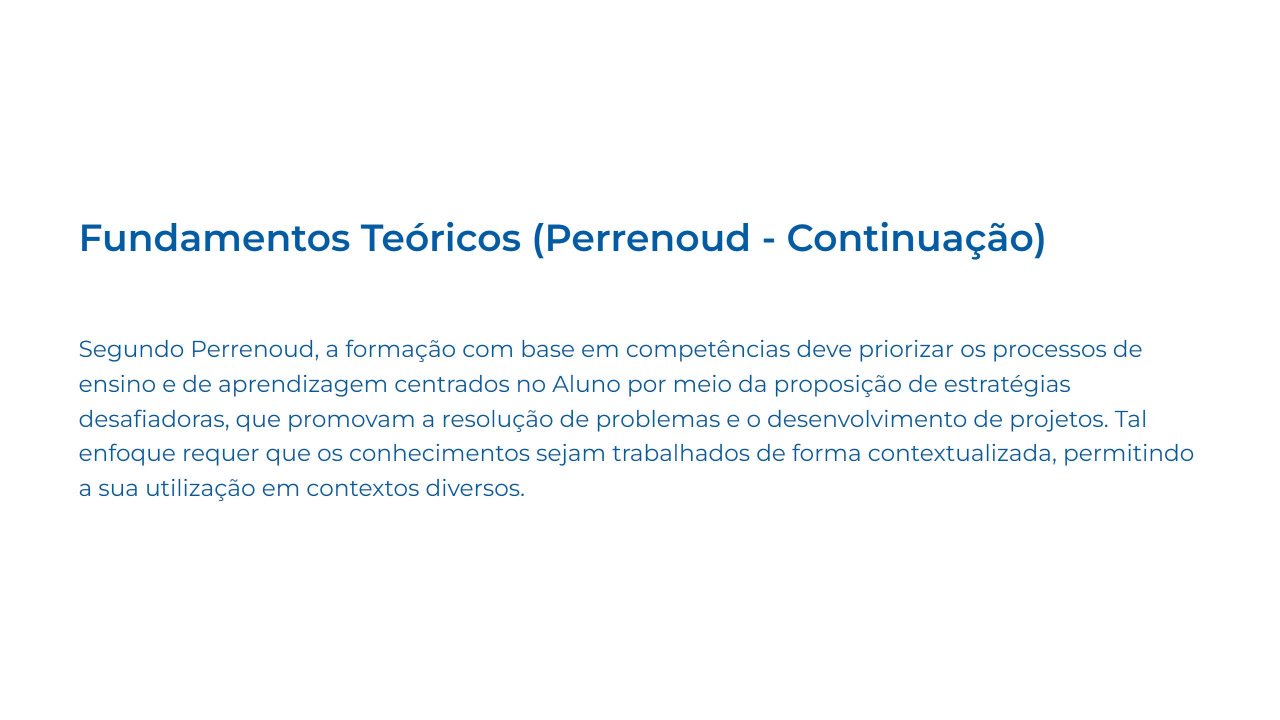 Fundamentos Teóricos (Perrenoud - Continuação)
Segundo Perrenoud, a formação com base em competências deve priorizar os processos de
ensino e de aprendizagem centrados no Aluno por meio da proposição de estratégias
desafiadoras, que promovam a resolução de problemas e o desenvolvimento de projetos. Tal
enfoque requer que os conhecimentos sejam trabalhados de forma contextualizada, permitindo
a sua utilização em contextos diversos.